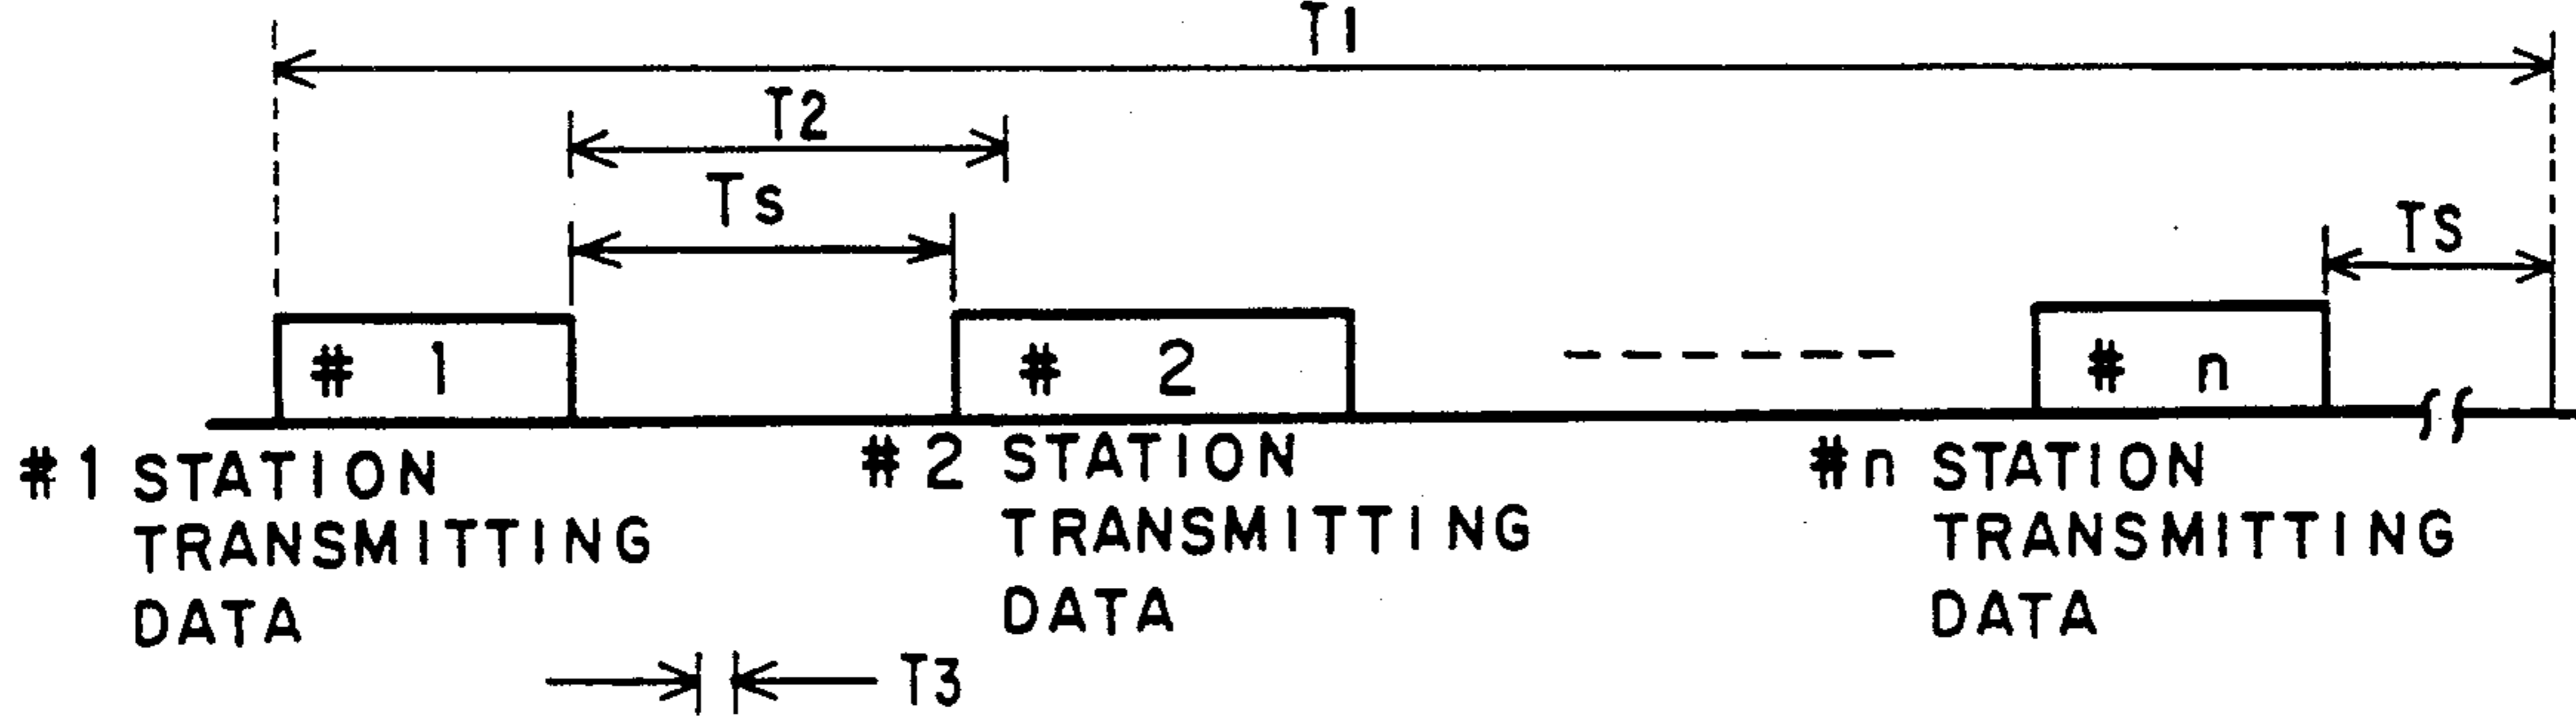 T1
T2
Ts
TS
# 1
# 2
# n
#1 STATION
TRANSMITTING
DATA
#2 STATION
TRANSMITTING
DATA
#n STATION
TRANSMITTING
DATA
T3